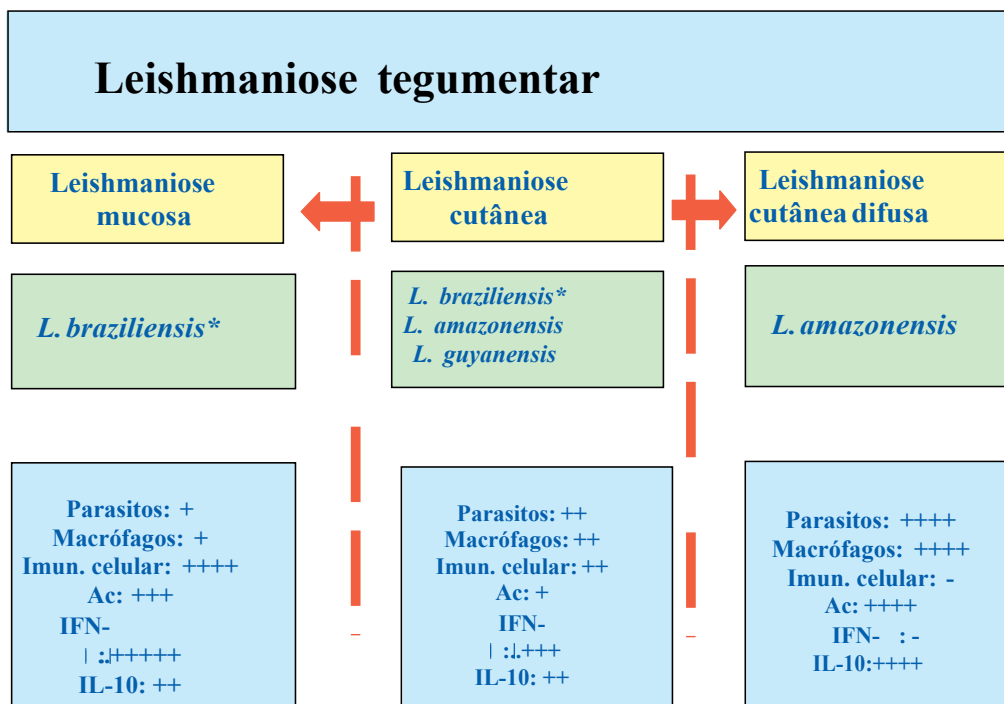 Leishmaniose tegumentar
Leishmaniose
mucosa
Leishmaniose
cutânea
Leishmaniose
cutânea difusa
L. braziliensis*
L. braziliensis*
L. amazonensis
L. guyanensis
L. amazonensis
Parasitos: +
Macrófagos: +
Imun. celular: ++++
Ac: +++
IFN-
IL-10: ++
Parasitos: ++
Macrófagos: ++
Imun. celular: ++
Ac: +
IFN-
IL-10: ++
Parasitos: ++++
Macrófagos: ++++
Imun. celular: -
Ac: ++++
IFN- : -
IL-10:++++